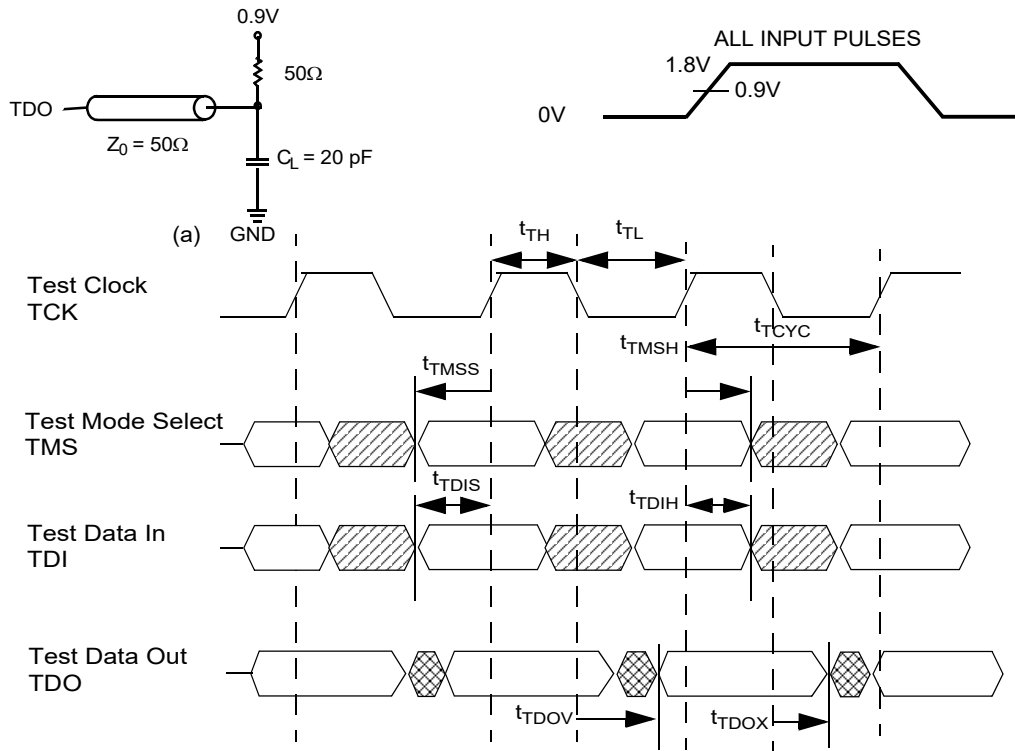 0.9V
50Ω
TDO
Z0 = 50Ω
CL = 20 pF
(a) GND
ALL INPUT PULSES
1.8V
0.9V
0V
tTH
tTL
Test Clock
TCK
tTMSH
tTCYC
tTMSS
Test Mode Select
TMS
tTDIS
tTDIH
Test Data In
TDI
Test Data Out
TDO
tTDOV
tTDOX